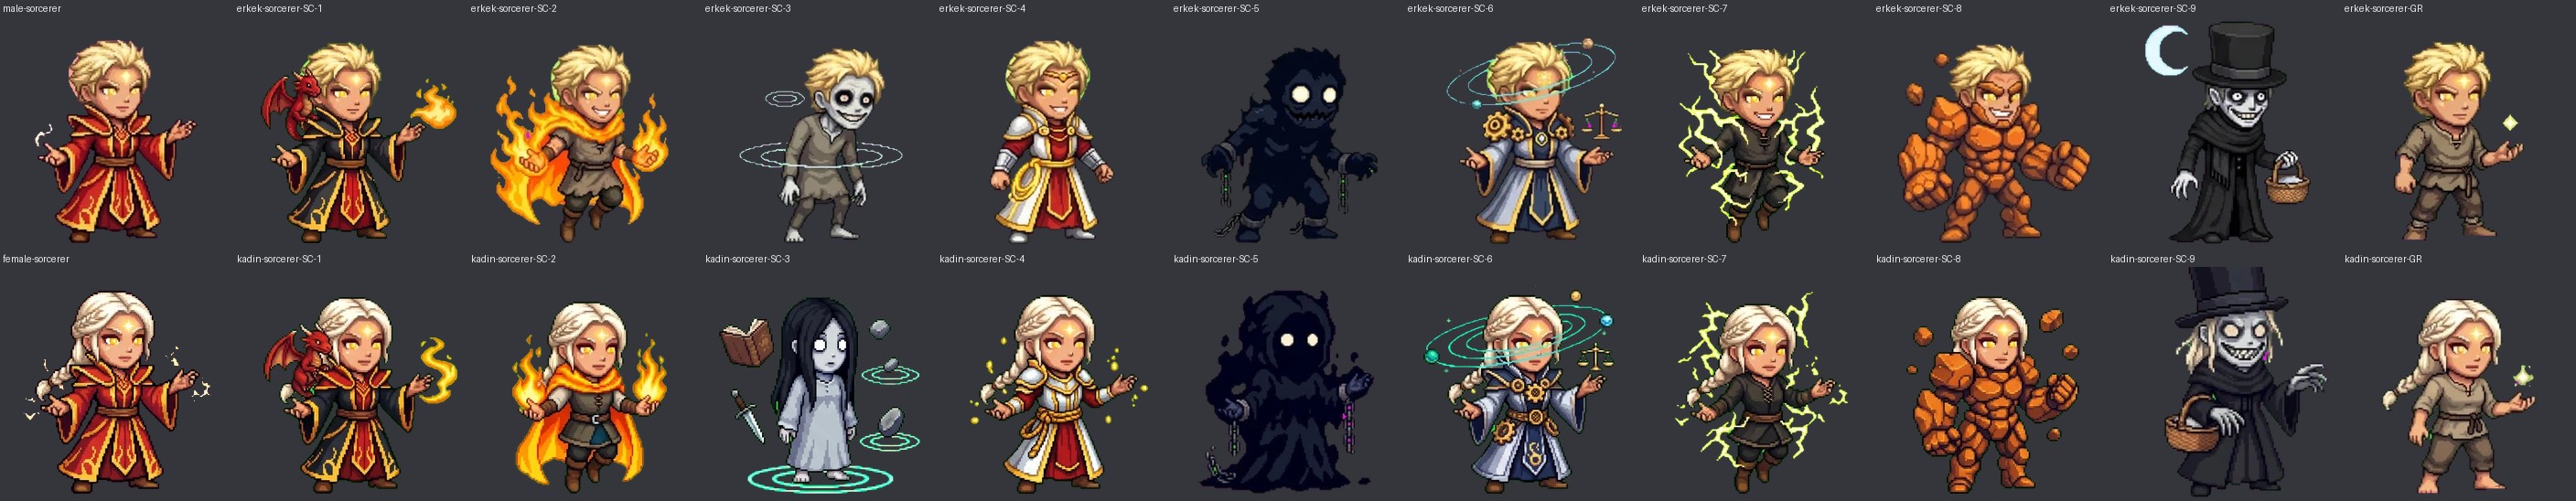 male-sorcerer
erkek-sorcerer-SC-1
erkek-sorcerer-SC-2
erkek-sorcerer-SC-3
erkek-sorcerer-SC-4
erkek-sorcerer-SC-5
erkek-sorcerer-SC-6
erkek-sorcerer-SC-7
erkek-sorcerer-SC-8
erkek-sorcerer-SC-9
erkek-sorcerer-GR
female-sorcerer
kadin-sorcerer-SC-1
kadin-sorcerer-SC-2
kadin-sorcerer-SC-3
kadin-sorcerer-SC-4
kadin-sorcerer-SC-5
kadin-sorcerer-SC-6
kadin-sorcerer-SC-7
kadin-sorcerer-SC-8
kadin-sorcerer-SC-9
kadin-sorcerer-GR